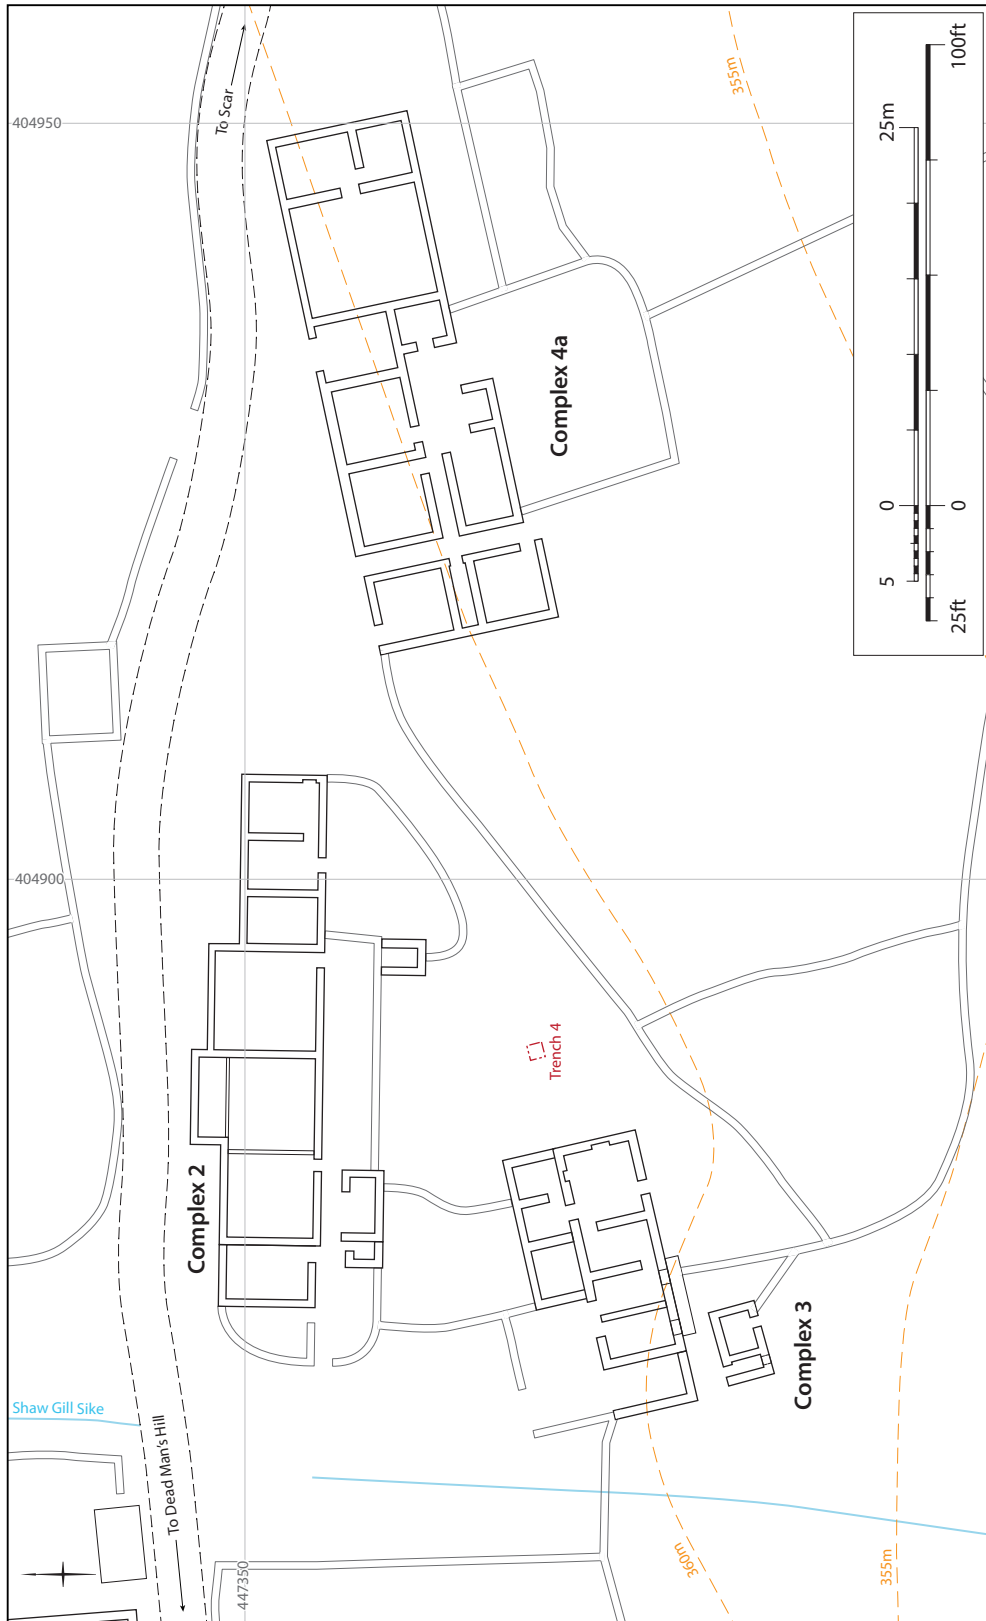 To Scar
355m
404950
100ft
25m
Complex 4a
0
0
5
25ft
404900
Trench 4
Complex 2
Complex 3
Shaw Gill Sike
To Dead Man's Hill
447350
360m
355m